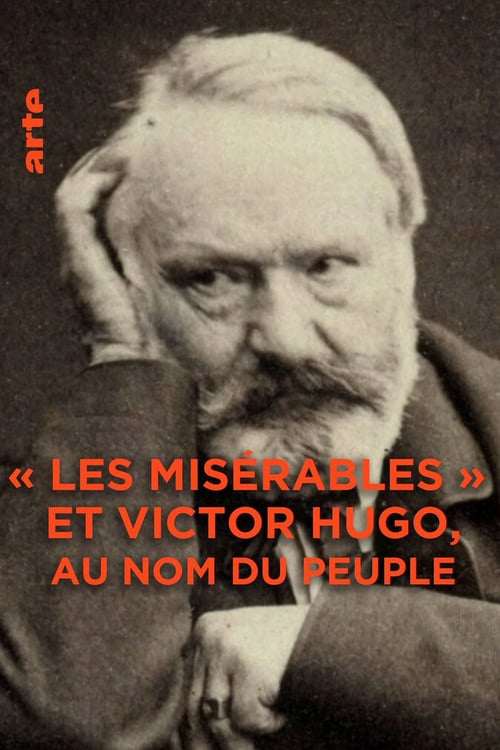 arte
« LES MISÉRABLES »
ET VICTOR HUGO,
AU NOM DU PEUPLE